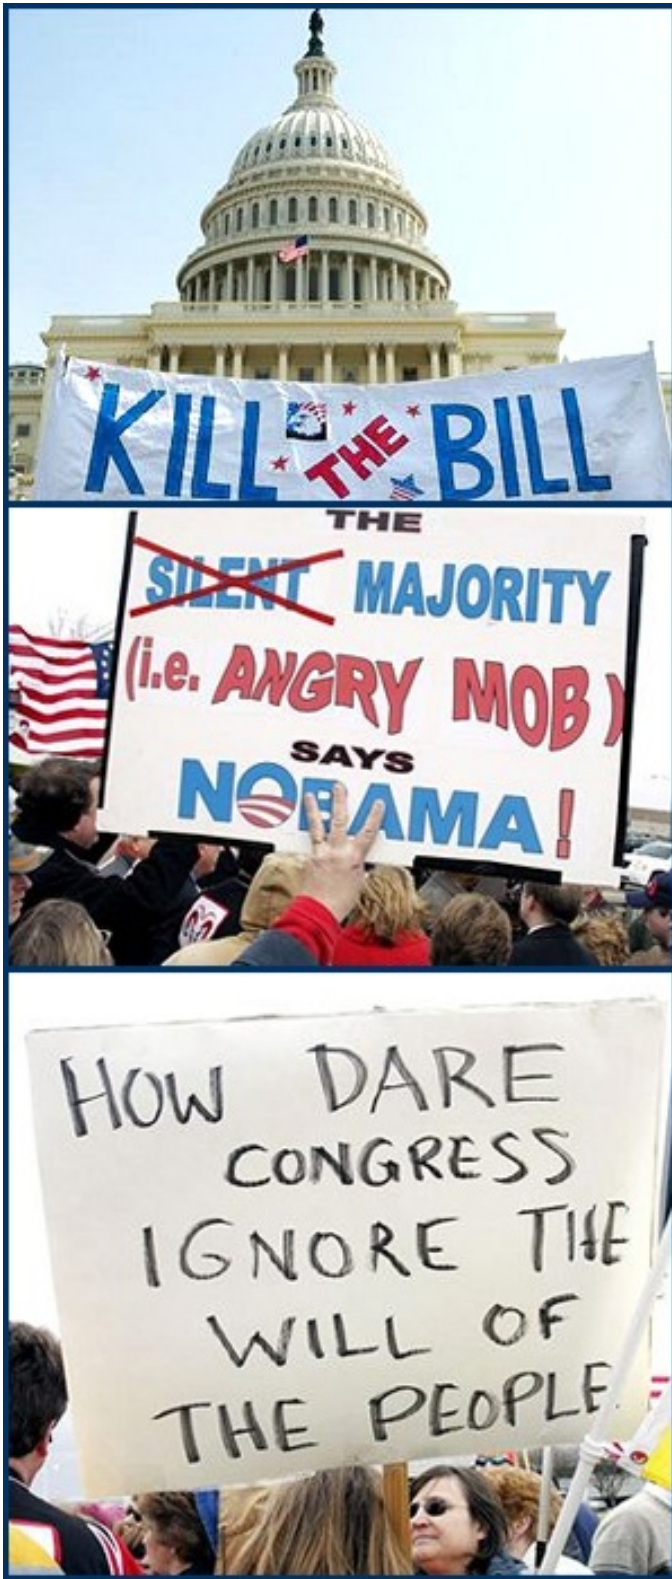 KILL THE BILL
THE
SILENT MAJORITY
(i.e. ANGRY MOB)
SAYS
NOBAMA!
HOW DARE
CONGRESS
IGNORE THE
WILL OF
THE PEOPLE